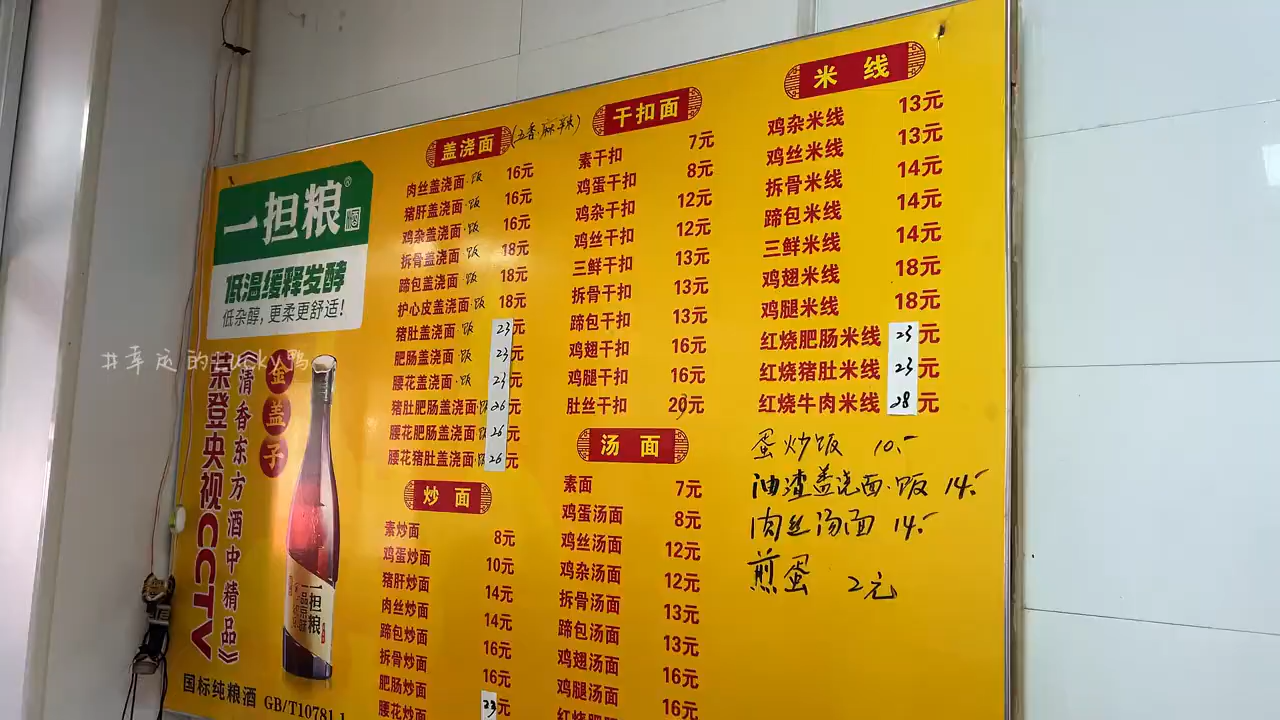 一担粮®
低温缓释发酵
低杂醇，更柔更舒适！
荣登央视CCTV
《清香东方 酒中精品》
金盖子
一担粮
国标纯粮酒 GB/T10781.1
#幸运的lucky鸭
盖浇面(五香.麻辣)
肉丝盖浇面·饭 16元
猪肝盖浇面·饭 16元
鸡杂盖浇面·饭 16元
拆骨盖浇面·饭 18元
蹄包盖浇面·饭 18元
护心皮盖浇面·饭 18元
猪肚盖浇面·饭 23元
肥肠盖浇面·饭 23元
腰花盖浇面·饭 23元
猪肚肥肠盖浇面·饭 26元
腰花肥肠盖浇面·饭 26元
腰花猪肚盖浇面·饭 26元
炒面
素炒面 8元
鸡蛋炒面 10元
猪肝炒面 14元
肉丝炒面 14元
蹄包炒面 16元
拆骨炒面 16元
肥肠炒面 23元
腰花炒面
干扣面
素干扣 7元
鸡蛋干扣 8元
鸡杂干扣 12元
鸡丝干扣 12元
三鲜干扣 13元
拆骨干扣 13元
蹄包干扣 13元
鸡翅干扣 16元
鸡腿干扣 16元
肚丝干扣 20元
汤面
素面 7元
鸡蛋汤面 8元
鸡丝汤面 12元
鸡杂汤面 12元
拆骨汤面 13元
蹄包汤面 13元
鸡翅汤面 16元
鸡腿汤面 16元
米线
鸡杂米线 13元
鸡丝米线 13元
拆骨米线 14元
蹄包米线 14元
三鲜米线 14元
鸡翅米线 18元
鸡腿米线 18元
红烧肥肠米线 23元
红烧猪肚米线 23元
红烧牛肉米线 28元
蛋炒饭 10.-
油渣盖浇面.饭 14.-
肉丝汤面 14.-
煎蛋 2元